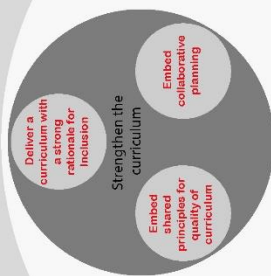 Deliver a
curriculum with
a strong
rationale for
Inclusion
Strengthen the
curriculum
Embed
shared
principles for
quality of
curriculum
Embed
collaborative
planning